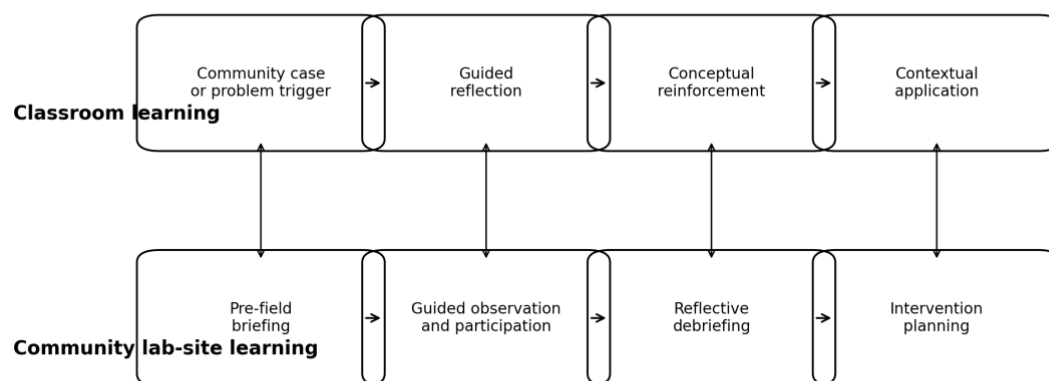 Classroom learning
Community case
or problem trigger
Guided
reflection
Conceptual
reinforcement
Contextual
application
Community lab-site learning
Pre-field
briefing
Guided observation
and participation
Reflective
debriefing
Intervention
planning